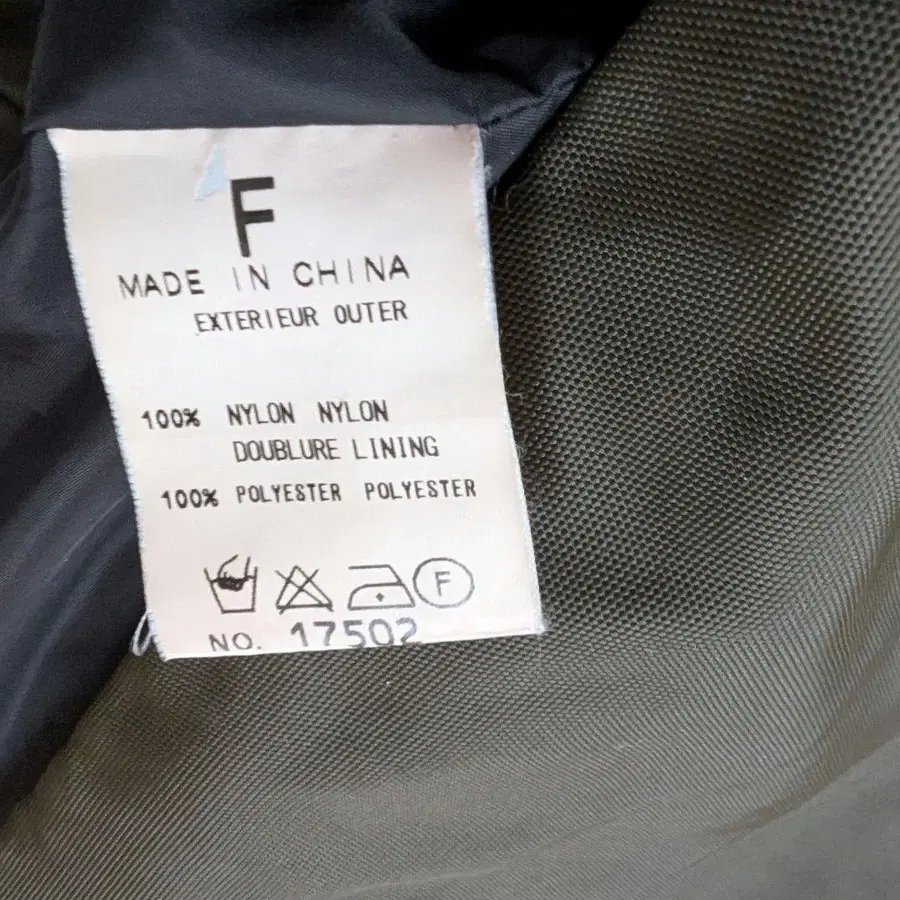 F
MADE IN CHINA
EXTERIEUR OUTER
100% NYLON NYLON
DOUBLURE LINING
100% POLYESTER POLYESTER
F
NO. 17502